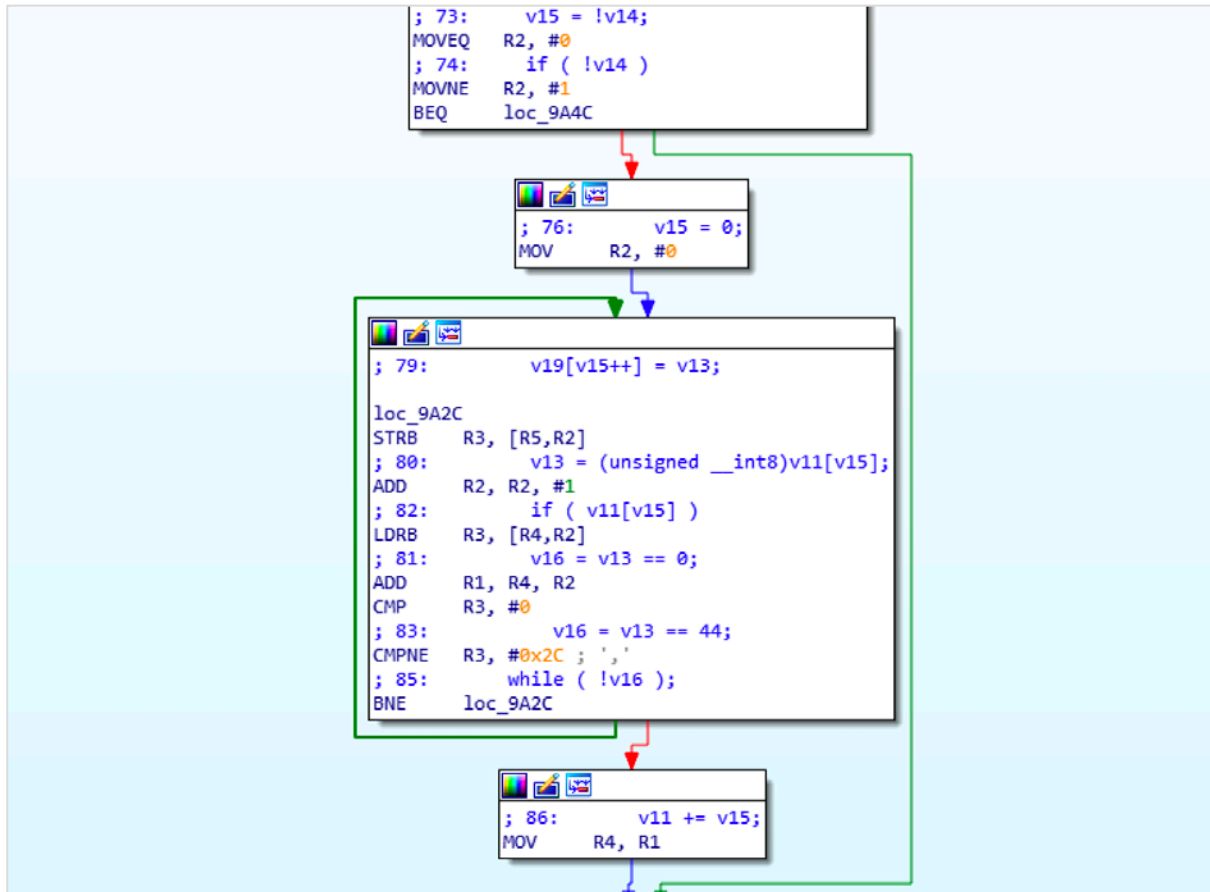 ; 73:      v15 = !v14;
MOVEQ   R2, #0
; 74:      if ( !v14 )
MOVNE   R2, #1
BEQ     loc_9A4C
; 76:        v15 = 0;
MOV     R2, #0
; 79:          v19[v15++] = v13;
loc_9A2C
STRB    R3, [R5,R2]
; 80:          v13 = (unsigned __int8)v11[v15];
ADD     R2, R2, #1
; 82:          if ( v11[v15] )
LDRB    R3, [R4,R2]
; 81:          v16 = v13 == 0;
ADD     R1, R4, R2
CMP     R3, #0
; 83:            v16 = v13 == 44;
CMPNE   R3, #0x2C ; ','
; 85:        while ( !v16 );
BNE     loc_9A2C
; 86:       v11 += v15;
MOV     R4, R1